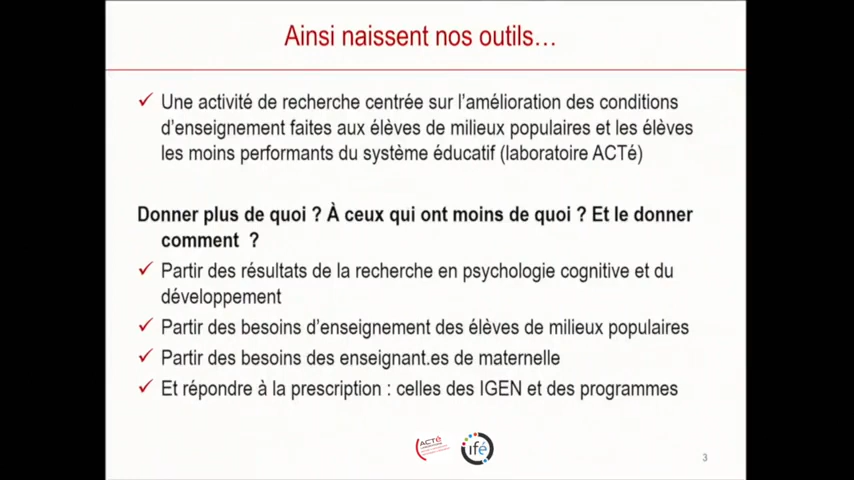 Ainsi naissent nos outils…
Une activité de recherche centrée sur l'amélioration des conditions
d'enseignement faites aux élèves de milieux populaires et les élèves
les moins performants du système éducatif (laboratoire ACTé)
Donner plus de quoi ? À ceux qui ont moins de quoi ? Et le donner
comment ?
Partir des résultats de la recherche en psychologie cognitive et du
développement
Partir des besoins d'enseignement des élèves de milieux populaires
Partir des besoins des enseignant.es de maternelle
Et répondre à la prescription : celles des IGEN et des programmes
ACTé
ifé
3